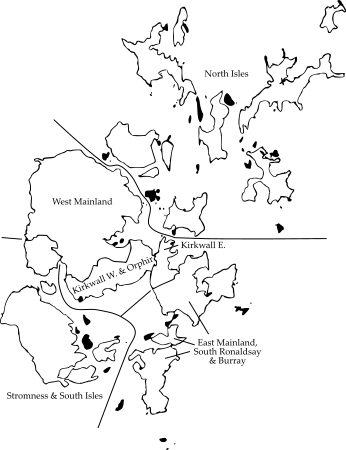 North Isles
West Mainland
Kirkwall E.
Kirkwall W. & Orphir
East Mainland,
South Ronaldsay
& Burray
Stromness & South Isles